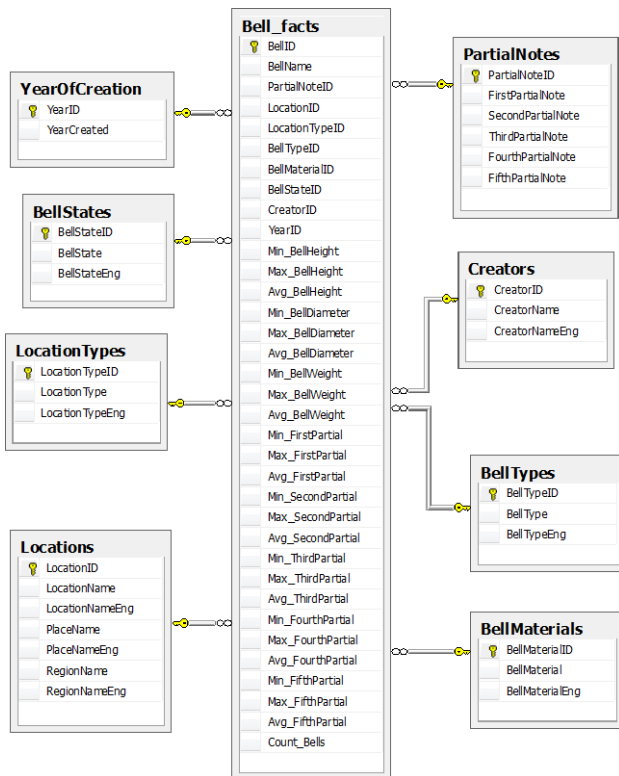 YearOfCreation
YearID
YearCreated
BellStates
BellStateID
BellState
BellStateEng
LocationTypes
LocationTypeID
LocationType
LocationTypeEng
Locations
LocationID
LocationName
LocationNameEng
PlaceName
PlaceNameEng
RegionName
RegionNameEng
Bell_facts
BellID
BellName
PartialNoteID
LocationID
LocationTypeID
BellTypeID
BellMaterialID
BellStateID
CreatorID
YearID
Min_BellHeight
Max_BellHeight
Avg_BellHeight
Min_BellDiameter
Max_BellDiameter
Avg_BellDiameter
Min_BellWeight
Max_BellWeight
Avg_BellWeight
Min_FirstPartial
Max_FirstPartial
Avg_FirstPartial
Min_SecondPartial
Max_SecondPartial
Avg_SecondPartial
Min_ThirdPartial
Max_ThirdPartial
Avg_ThirdPartial
Min_FourthPartial
Max_FourthPartial
Avg_FourthPartial
Min_FifthPartial
Max_FifthPartial
Avg_FifthPartial
Count_Bells
PartialNotes
PartialNoteID
FirstPartialNote
SecondPartialNote
ThirdPartialNote
FourthPartialNote
FifthPartialNote
Creators
CreatorID
CreatorName
CreatorNameEng
BellTypes
BellTypeID
BellType
BellTypeEng
BellMaterials
BellMaterialID
BellMaterial
BellMaterialEng